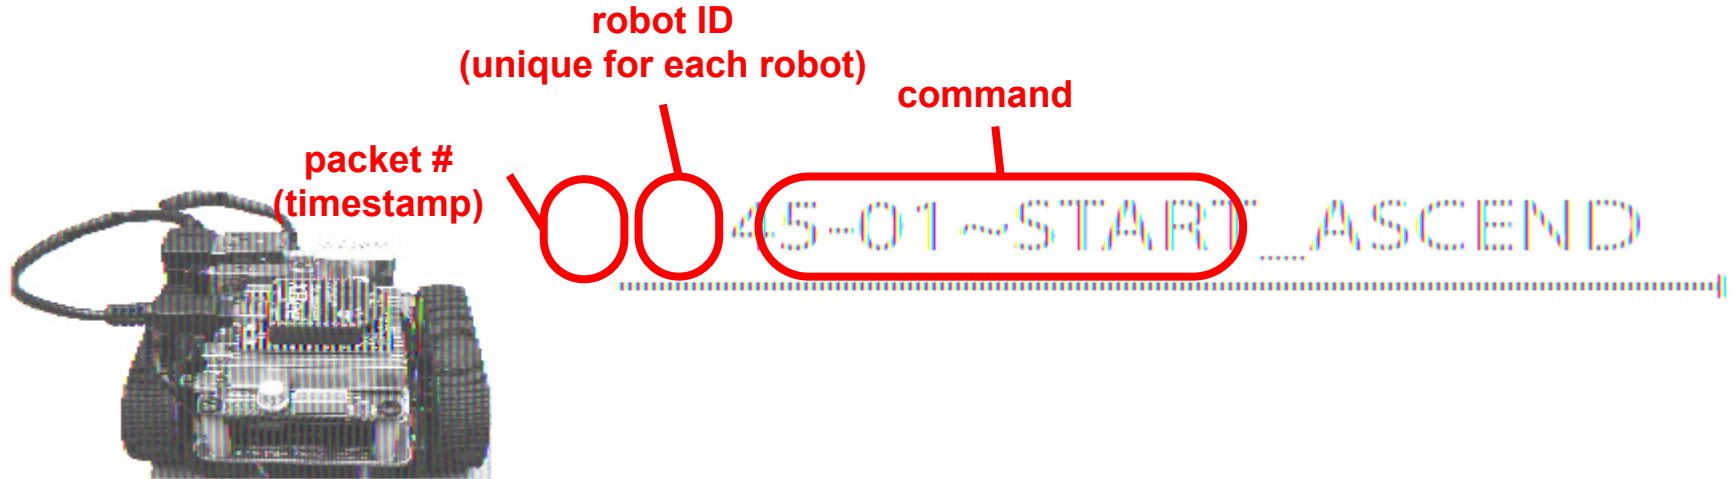 robot ID
(unique for each robot)
command
packet #
(timestamp)
45-01~START_ASCEND